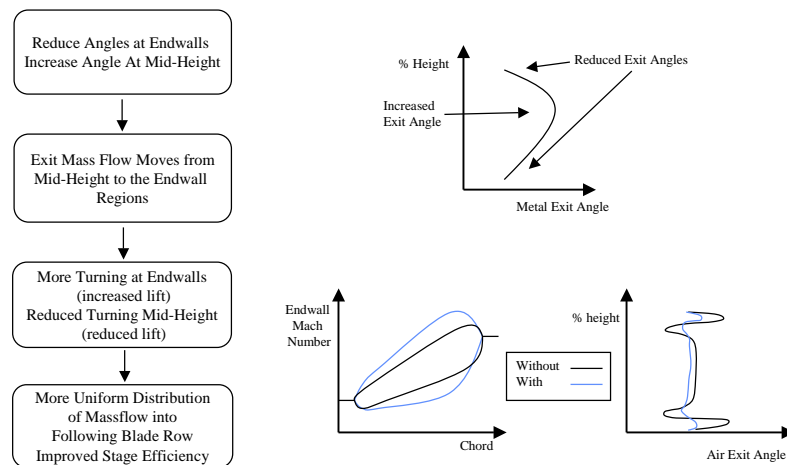 Reduce Angles at Endwalls
Increase Angle At Mid-Height
Exit Mass Flow Moves from
Mid-Height to the Endwall
Regions
More Turning at Endwalls
(increased lift)
Reduced Turning Mid-Height
(reduced lift)
More Uniform Distribution
of Massflow into
Following Blade Row
Improved Stage Efficiency
% Height
Reduced Exit Angles
Increased
Exit Angle
Metal Exit Angle
Endwall
Mach
Number
Chord
Without
With
% height
Air Exit Angle